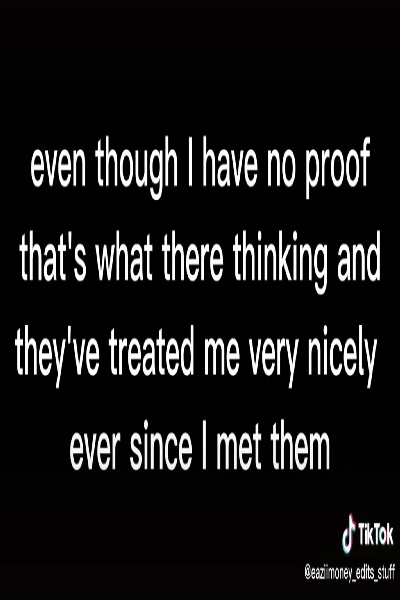 even though I have no proof
that's what there thinking and
they've treated me very nicely
ever since I met them
TikTok
@eaziimoney_edits_stuff